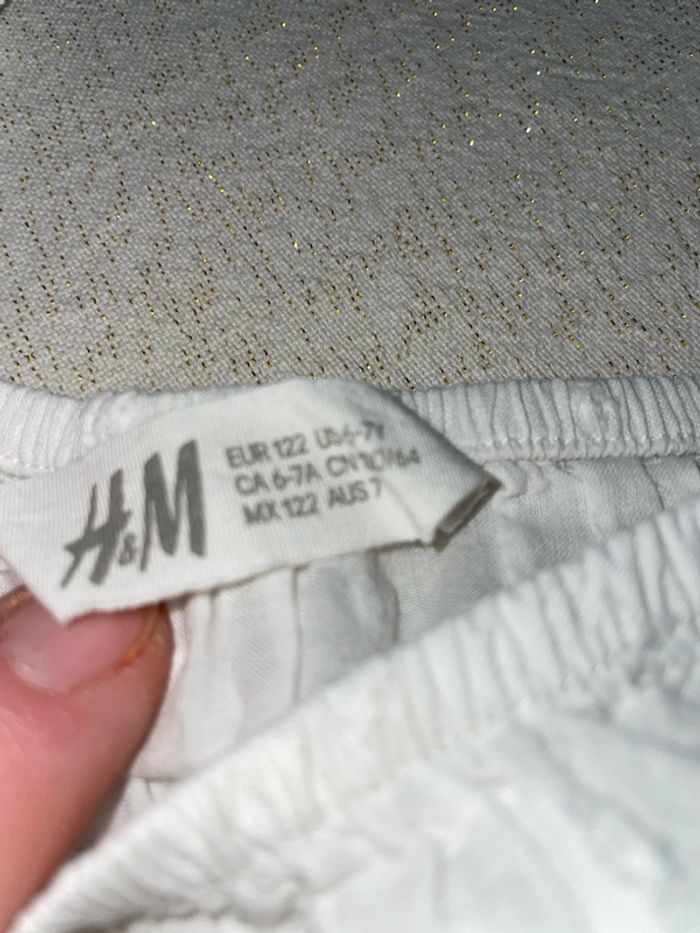 H&M
EUR 122 US 6-7Y
CA 6-7A CN 120/64
MX 122 AUS 7